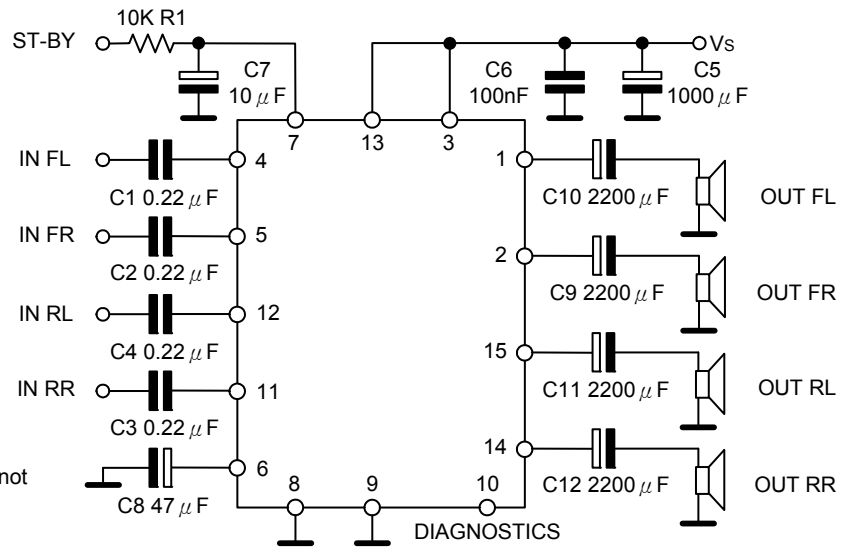 10K R1
ST-BY
C7
10 μF
C6
100nF
Vs
C5
1000 μF
7
13
3
IN FL
4
C1 0.22 μF
1
C10 2200 μF
OUT FL
IN FR
5
C2 0.22 μF
2
C9 2200 μF
OUT FR
IN RL
12
C4 0.22 μF
15
C11 2200 μF
OUT RL
IN RR
11
C3 0.22 μF
14
C12 2200 μF
OUT RR
not
6
C8 47 μF
8
9
10
DIAGNOSTICS